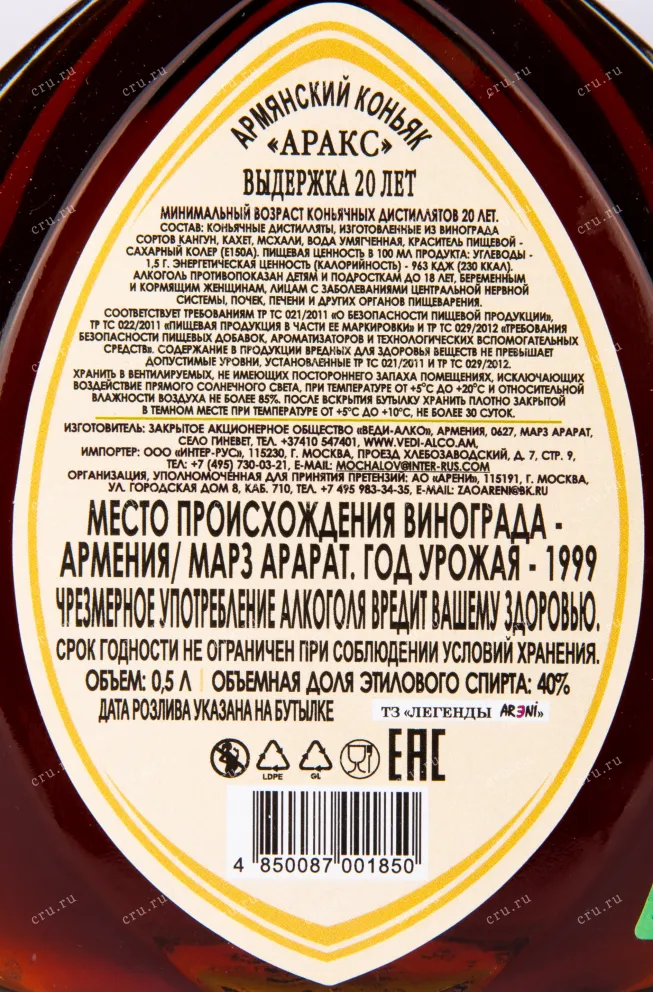 АРМЯНСКИЙ КОНЬЯК
«АРАКС»
ВЫДЕРЖКА 20 ЛЕТ
МИНИМАЛЬНЫЙ ВОЗРАСТ КОНЬЯЧНЫХ ДИСТИЛЛЯТОВ 20 ЛЕТ.
СОСТАВ: КОНЬЯЧНЫЕ ДИСТИЛЛЯТЫ, ИЗГОТОВЛЕННЫЕ ИЗ ВИНОГРАДА
СОРТОВ КАНГУН, КАХЕТ, МСХАЛИ, ВОДА УМЯГЧЕННАЯ, КРАСИТЕЛЬ ПИЩЕВОЙ -
САХАРНЫЙ КОЛЕР (Е150А). ПИЩЕВАЯ ЦЕННОСТЬ В 100 МЛ ПРОДУКТА: УГЛЕВОДЫ -
1,5 Г. ЭНЕРГЕТИЧЕСКАЯ ЦЕННОСТЬ (КАЛОРИЙНОСТЬ) - 963 КДЖ (230 ККАЛ).
АЛКОГОЛЬ ПРОТИВОПОКАЗАН ДЕТЯМ И ПОДРОСТКАМ ДО 18 ЛЕТ, БЕРЕМЕННЫМ
И КОРМЯЩИМ ЖЕНЩИНАМ, ЛИЦАМ С ЗАБОЛЕВАНИЯМИ ЦЕНТРАЛЬНОЙ НЕРВНОЙ
СИСТЕМЫ, ПОЧЕК, ПЕЧЕНИ И ДРУГИХ ОРГАНОВ ПИЩЕВАРЕНИЯ.
СООТВЕТСТВУЕТ ТРЕБОВАНИЯМ ТР ТС 021/2011 «О БЕЗОПАСНОСТИ ПИЩЕВОЙ ПРОДУКЦИИ»,
ТР ТС 022/2011 «ПИЩЕВАЯ ПРОДУКЦИЯ В ЧАСТИ ЕЕ МАРКИРОВКИ» И ТР ТС 029/2012 «ТРЕБОВАНИЯ
БЕЗОПАСНОСТИ ПИЩЕВЫХ ДОБАВОК, АРОМАТИЗАТОРОВ И ТЕХНОЛОГИЧЕСКИХ ВСПОМОГАТЕЛЬНЫХ
СРЕДСТВ». СОДЕРЖАНИЕ В ПРОДУКЦИИ ВРЕДНЫХ ДЛЯ ЗДОРОВЬЯ ВЕЩЕСТВ НЕ ПРЕВЫШАЕТ
ДОПУСТИМЫЕ УРОВНИ, УСТАНОВЛЕННЫЕ ТР ТС 021/2011 И ТР ТС 029/2012.
ХРАНИТЬ В ВЕНТИЛИРУЕМЫХ, НЕ ИМЕЮЩИХ ПОСТОРОННЕГО ЗАПАХА ПОМЕЩЕНИЯХ, ИСКЛЮЧАЮЩИХ
ВОЗДЕЙСТВИЕ ПРЯМОГО СОЛНЕЧНОГО СВЕТА, ПРИ ТЕМПЕРАТУРЕ ОТ +5°С ДО +20°С И ОТНОСИТЕЛЬНОЙ
ВЛАЖНОСТИ ВОЗДУХА НЕ БОЛЕЕ 85%. ПОСЛЕ ВСКРЫТИЯ БУТЫЛКУ ХРАНИТЬ ПЛОТНО ЗАКРЫТОЙ
В ТЕМНОМ МЕСТЕ ПРИ ТЕМПЕРАТУРЕ ОТ +5°С ДО +10°С, НЕ БОЛЕЕ 30 СУТОК.
ИЗГОТОВИТЕЛЬ: ЗАКРЫТОЕ АКЦИОНЕРНОЕ ОБЩЕСТВО «ВЕДИ-АЛКО», АРМЕНИЯ, 0627, МАРЗ АРАРАТ,
СЕЛО ГИНЕВЕТ, ТЕЛ. +37410 547401, WWW.VEDI-ALCO.AM,
ИМПОРТЕР: ООО «ИНТЕР-РУС», 115230, Г. МОСКВА, ПРОЕЗД ХЛЕБОЗАВОДСКИЙ, Д. 7, СТР. 9,
ТЕЛ: +7 (495) 730-03-21, E-MAIL: MOCHALOV@INTER-RUS.COM
ОРГАНИЗАЦИЯ, УПОЛНОМОЧЕННАЯ ДЛЯ ПРИНЯТИЯ ПРЕТЕНЗИЙ: АО «АРЕНИ», 115191, Г. МОСКВА,
УЛ. ГОРОДСКАЯ ДОМ 8, КАБ. 710, ТЕЛ. +7 495 983-34-35, E-MAIL: ZAOARENI@BK.RU
МЕСТО ПРОИСХОЖДЕНИЯ ВИНОГРАДА -
АРМЕНИЯ/ МАРЗ АРАРАТ. ГОД УРОЖАЯ - 1999
ЧРЕЗМЕРНОЕ УПОТРЕБЛЕНИЕ АЛКОГОЛЯ ВРЕДИТ ВАШЕМУ ЗДОРОВЬЮ.
СРОК ГОДНОСТИ НЕ ОГРАНИЧЕН ПРИ СОБЛЮДЕНИИ УСЛОВИЙ ХРАНЕНИЯ.
ОБЪЕМ: 0,5 Л | ОБЪЕМНАЯ ДОЛЯ ЭТИЛОВОГО СПИРТА: 40%
ДАТА РОЗЛИВА УКАЗАНА НА БУТЫЛКЕ ТЗ «ЛЕГЕНДЫ ARЭNi»
LDPE GL EAC
4 850087 001850
cru.ru